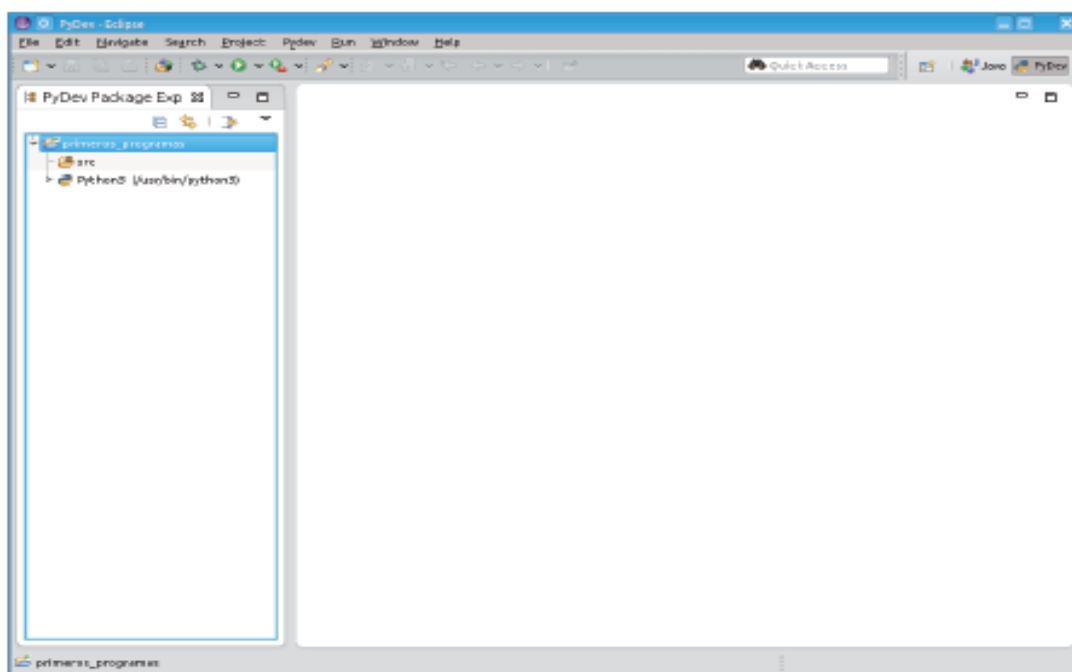 PyDev - Eclipse
File Edit Navigate Search Project Pydev Run Window Help
Quick Access
Java PyDev
PyDev Package Exp
primeros_programas
src
Python3 (/usr/bin/python3)
primeros_programas